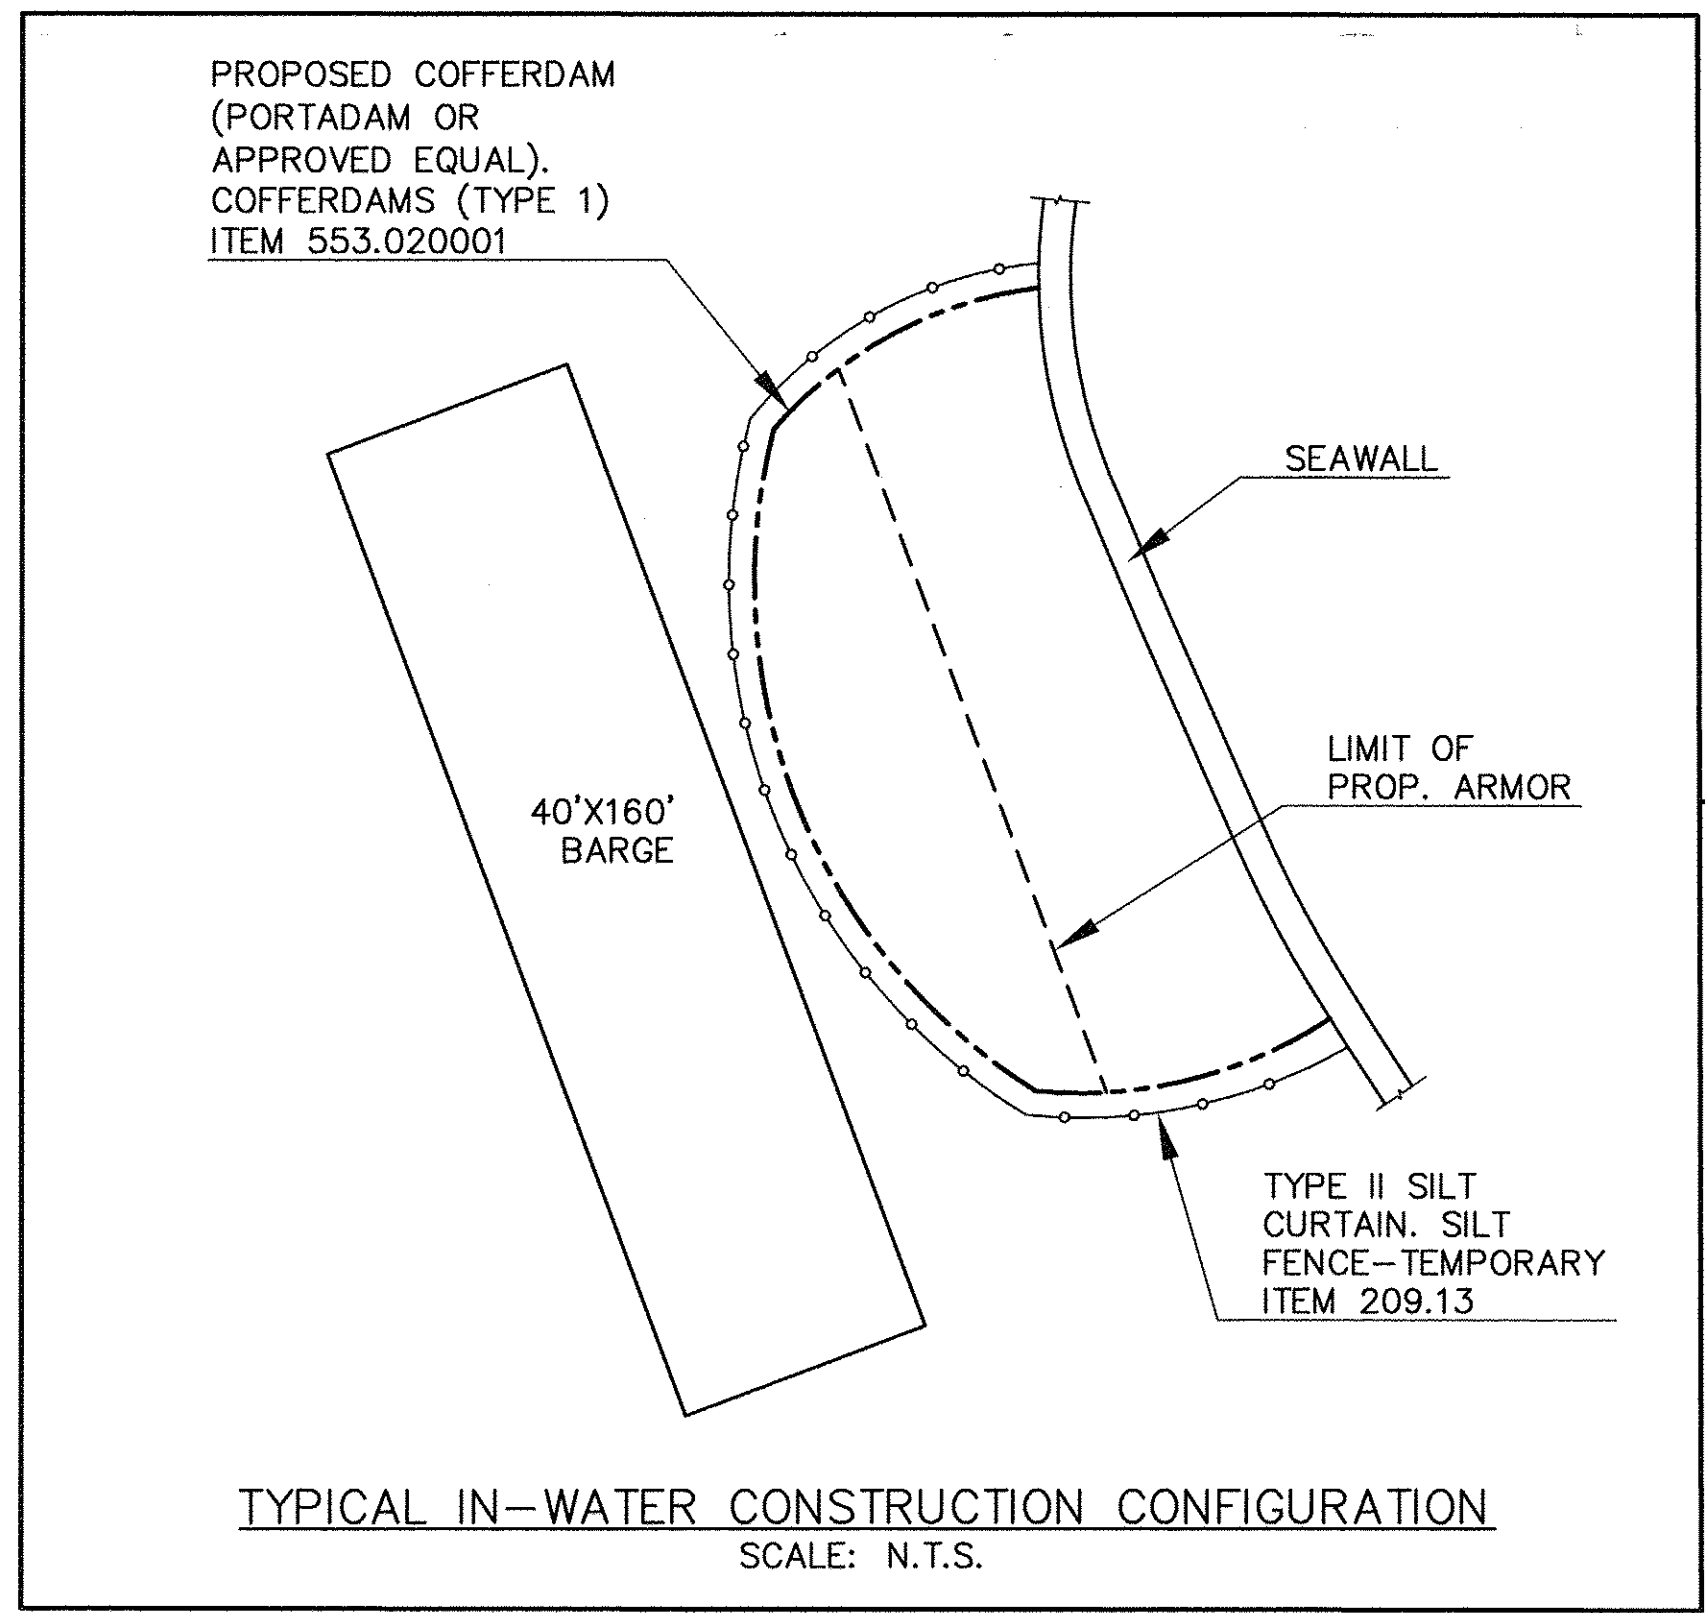 PROPOSED COFFERDAM
(PORTADAM OR
APPROVED EQUAL).
COFFERDAMS (TYPE 1)
ITEM 553.020001
SEAWALL
LIMIT OF
PROP. ARMOR
40'X160'
BARGE
TYPE II SILT
CURTAIN. SILT
FENCE-TEMPORARY
ITEM 209.13
TYPICAL IN-WATER CONSTRUCTION CONFIGURATION
SCALE: N.T.S.